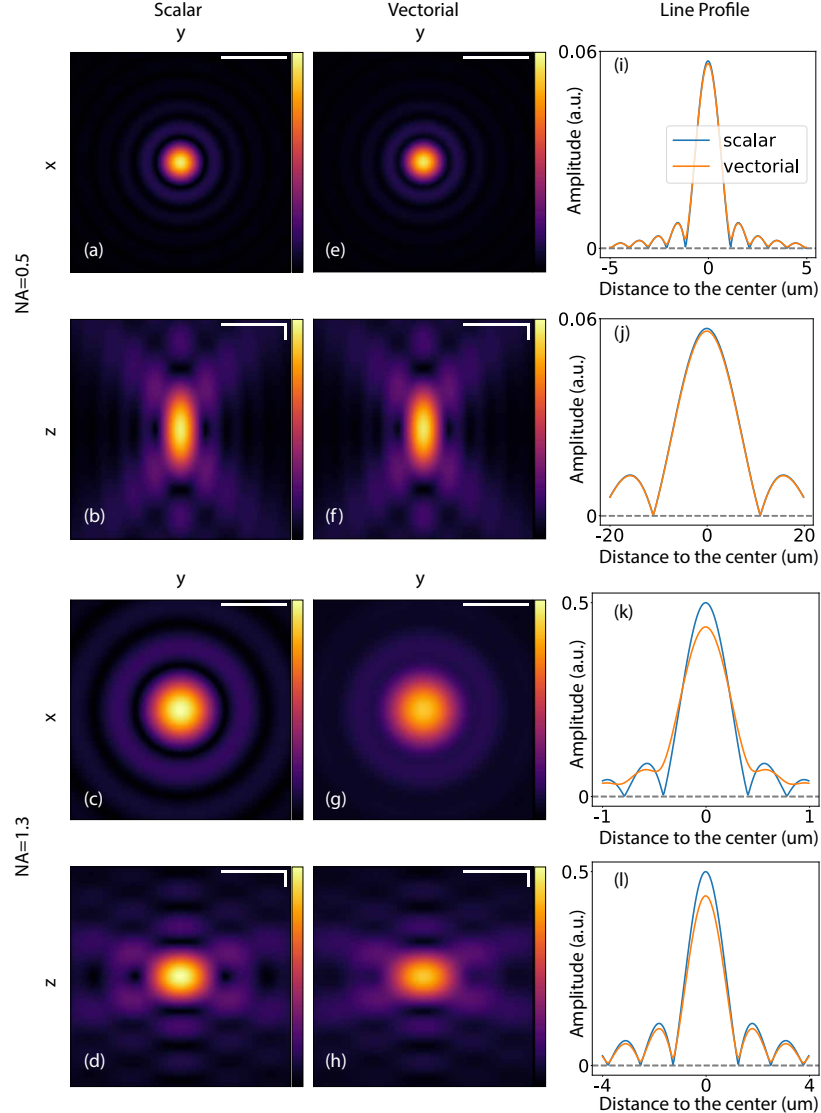 Scalar
Vectorial
Line Profile
y
y
x
(a)
(e)
(i)
0.06
Amplitude (a.u.)
scalar
vectorial
0
-5
0
5
Distance to the center (um)
NA=0.5
z
(b)
(f)
(j)
0.06
Amplitude (a.u.)
0
-20
0
20
Distance to the center (um)
y
y
x
(c)
(g)
(k)
0.5
Amplitude (a.u.)
0
-1
0
1
Distance to the center (um)
NA=1.3
z
(d)
(h)
(l)
0.5
Amplitude (a.u.)
0
-4
0
4
Distance to the center (um)